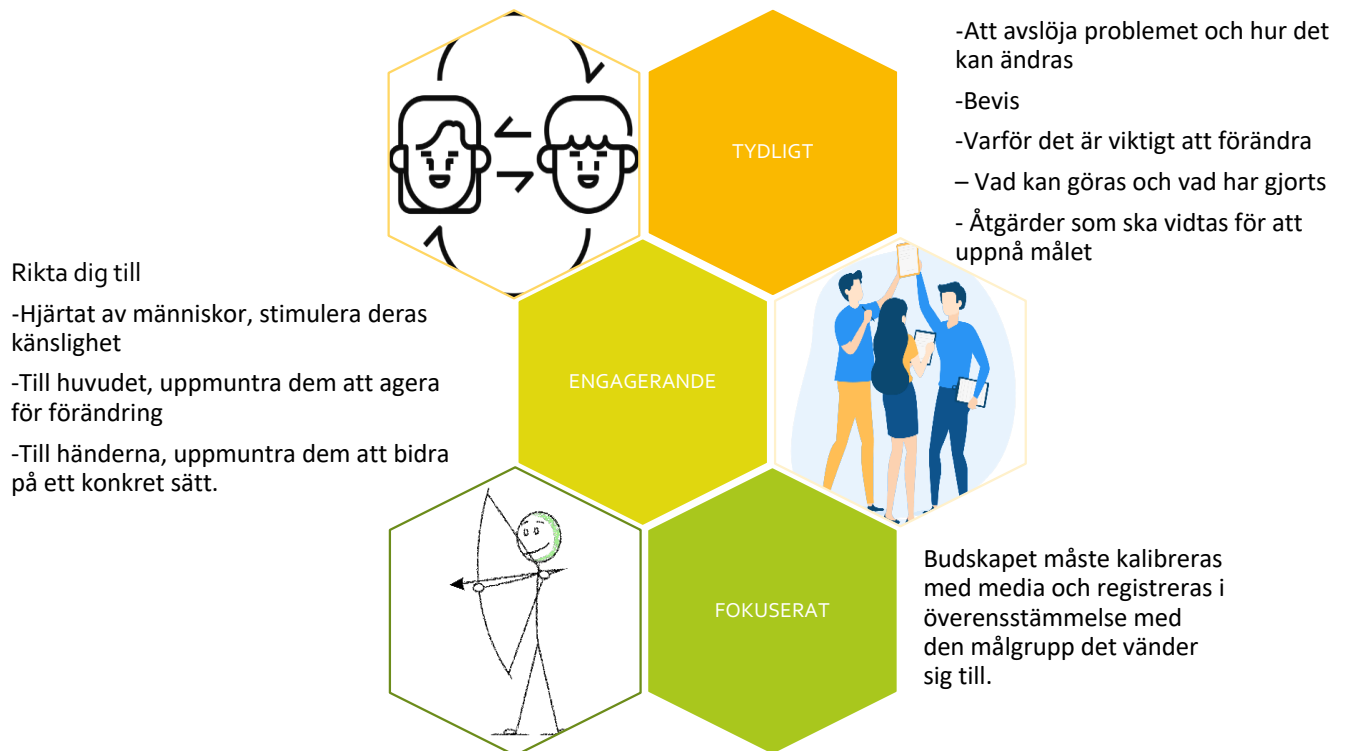 TYDLIGT
-Att avslöja problemet och hur det
kan ändras
-Bevis
-Varför det är viktigt att förändra
– Vad kan göras och vad har gjorts
- Åtgärder som ska vidtas för att
uppnå målet
Rikta dig till
-Hjärtat av människor, stimulera deras
känslighet
-Till huvudet, uppmuntra dem att agera
för förändring
-Till händerna, uppmuntra dem att bidra
på ett konkret sätt.
ENGAGERANDE
FOKUSERAT
Budskapet måste kalibreras
med media och registreras i
överensstämmelse med
den målgrupp det vänder
sig till.